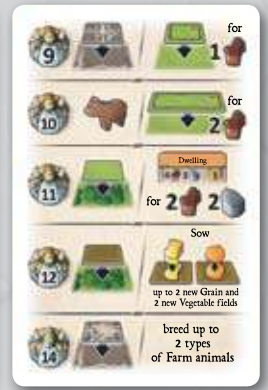 for
9
1
for
10
2
Dwelling
11
for 2 2
Sow
12
up to 2 new Grain and
2 new Vegetable fields
14
breed up to
2 types
of Farm animals